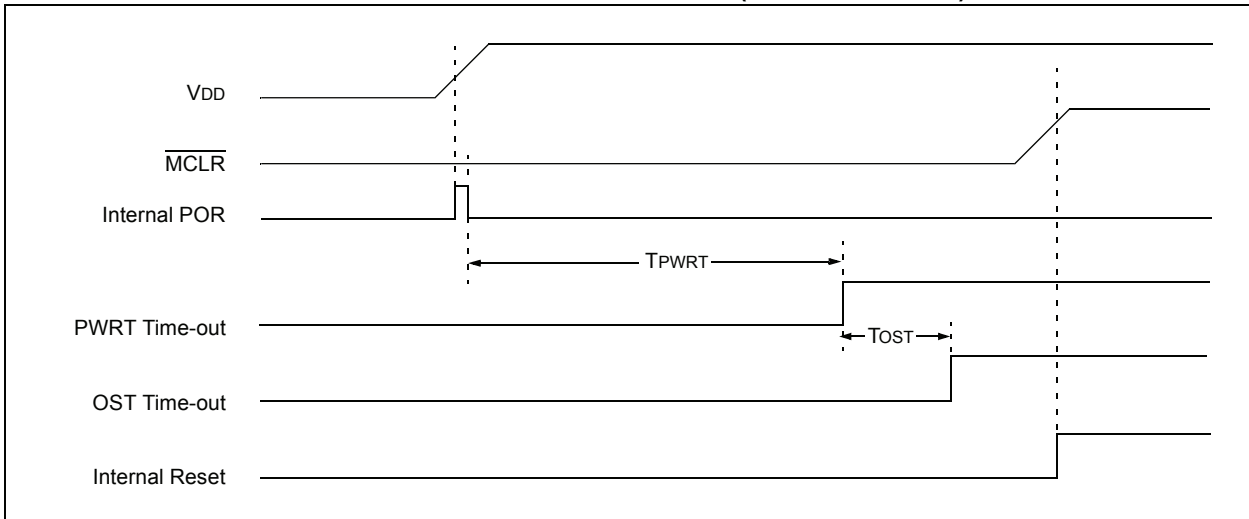 VDD
MCLR
Internal POR
TPWRT
PWRT Time-out
TOST
OST Time-out
Internal Reset